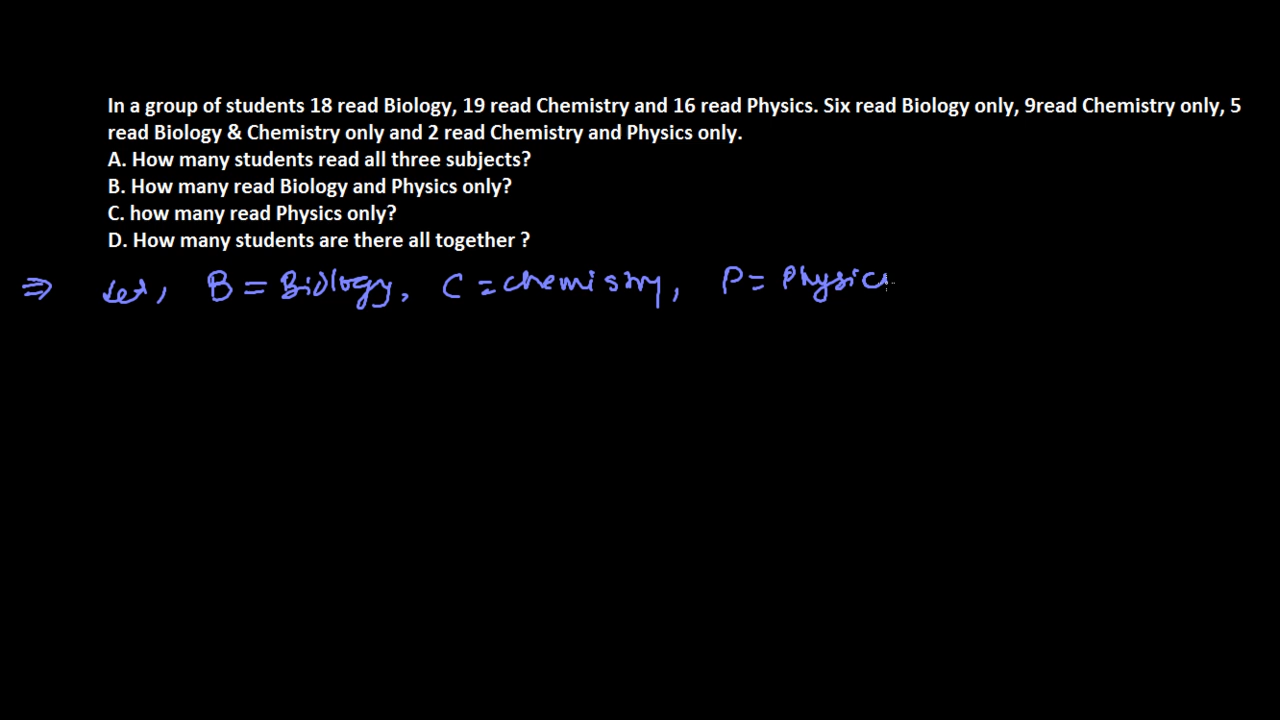 In a group of students 18 read Biology, 19 read Chemistry and 16 read Physics. Six read Biology only, 9read Chemistry only, 5
read Biology & Chemistry only and 2 read Chemistry and Physics only.
A. How many students read all three subjects?
B. How many read Biology and Physics only?
C. how many read Physics only?
D. How many students are there all together ?
⇒ Let, B = Biology, C = chemistry, P = Physic